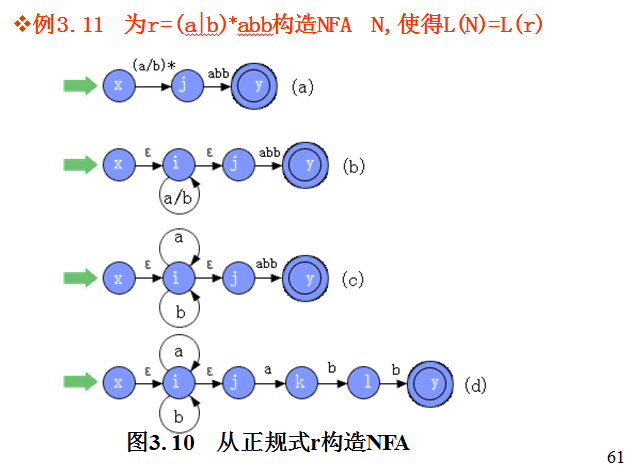 ❖例3.11 为r=(a|b)*abb构造NFA N,使得L(N)=L(r)
(a/b)* abb
x j y (a)
ε ε abb
x i j y (b)
a/b
a
ε ε abb
x i j y (c)
b
a
ε ε a b b
x i j k l y (d)
b
图3.10 从正规式r构造NFA
61